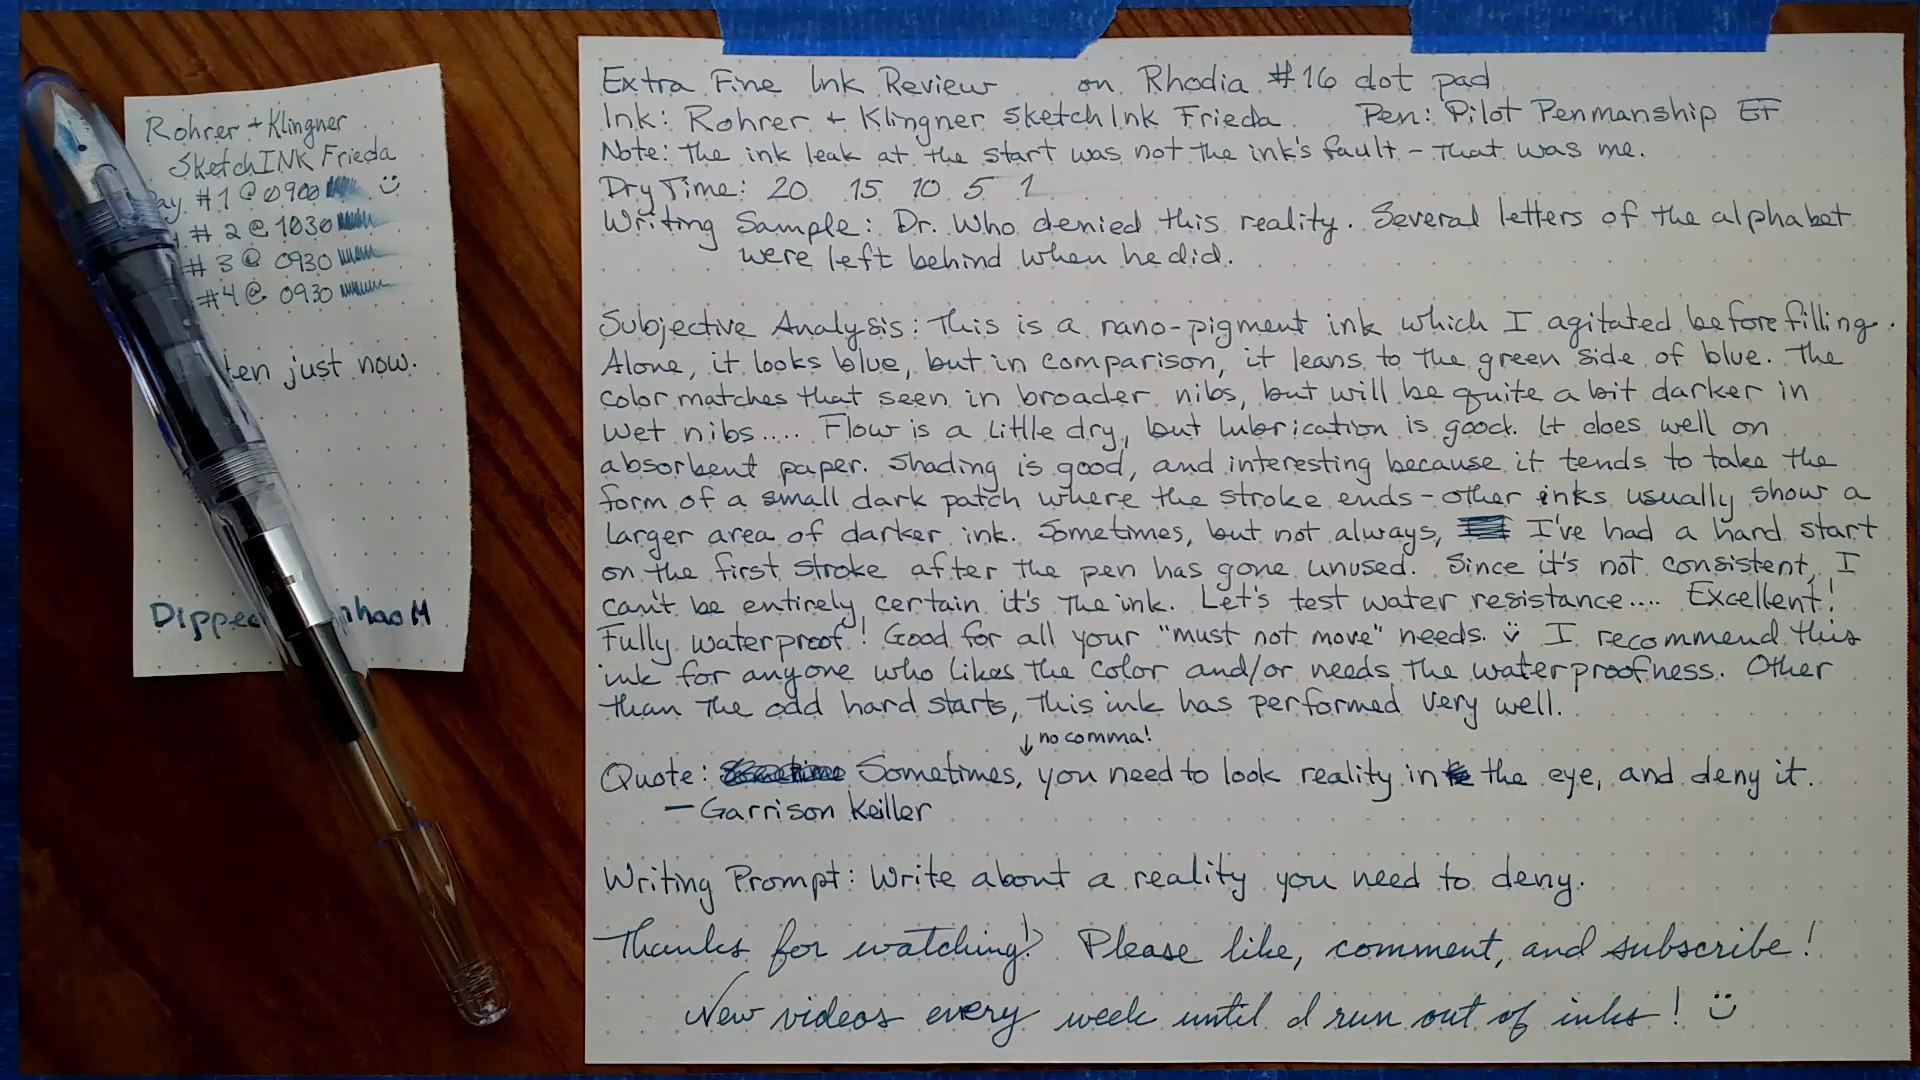 Rohrer + Klingner
SketchINK Frieda
ay #1 @ 0900 :)
# 2 @ 1030
# 3 @ 0930
#4 @ 0930
ten just now.
Dippe
M
Extra Fine Ink Review on Rhodia #16 dot pad
Ink: Rohrer + Klingner SketchInk Frieda Pen: Pilot Penmanship EF
Note: The ink leak at the start was not the ink's fault - that was me.
Dry Time: 20 15 10 5 1
Writing Sample: Dr. Who denied this reality. Several letters of the alphabet
were left behind when he did.
Subjective Analysis: This is a nano-pigment ink which I agitated before filling.
Alone, it looks blue, but in comparison, it leans to the green side of blue. The
color matches that seen in broader nibs, but will be quite a bit darker in
wet nibs.... Flow is a little dry, but lubrication is good. It does well on
absorbent paper. Shading is good, and interesting because it tends to take the
form of a small dark patch where the stroke ends - other inks usually show a
larger area of darker ink. Sometimes, but not always, I've had a hard start
on the first stroke after the pen has gone unused. Since it's not consistent, I
can't be entirely certain it's the ink. Let's test water resistance.... Excellent!
Fully waterproof! Good for all your "must not move" needs. :) I recommend this
ink for anyone who likes the color and/or needs the waterproofness. Other
than the odd hard starts, this ink has performed very well.
↓ no comma!
Quote: Sometimes, you need to look reality in the eye, and deny it.
— Garrison Keiller
Writing Prompt: Write about a reality you need to deny.
Thanks for watching! Please like, comment, and subscribe!
New videos every week until I run out of inks! :)